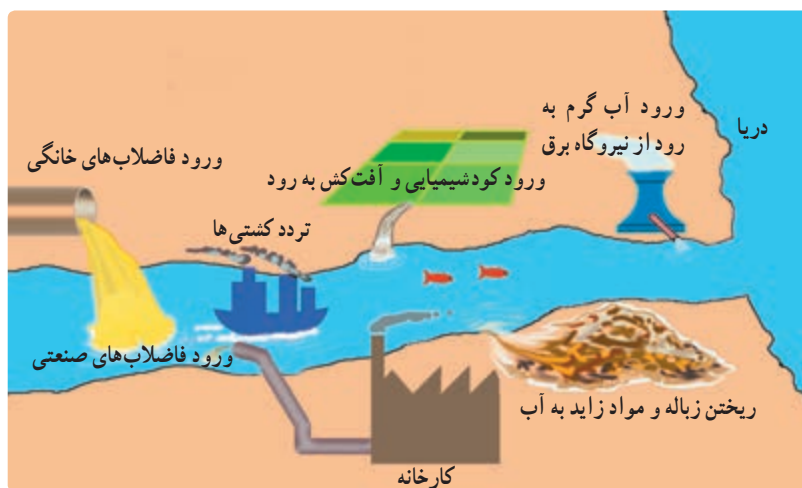 ورود آب گرم به
رود از نیروگاه برق
دریا
ورود فاضلاب‌های خانگی
ورود کودشیمیایی و آفت‌کش به رود
تردد کشتی‌ها
ورود فاضلاب‌های صنعتی
ریختن زباله و مواد زاید به آب
کارخانه